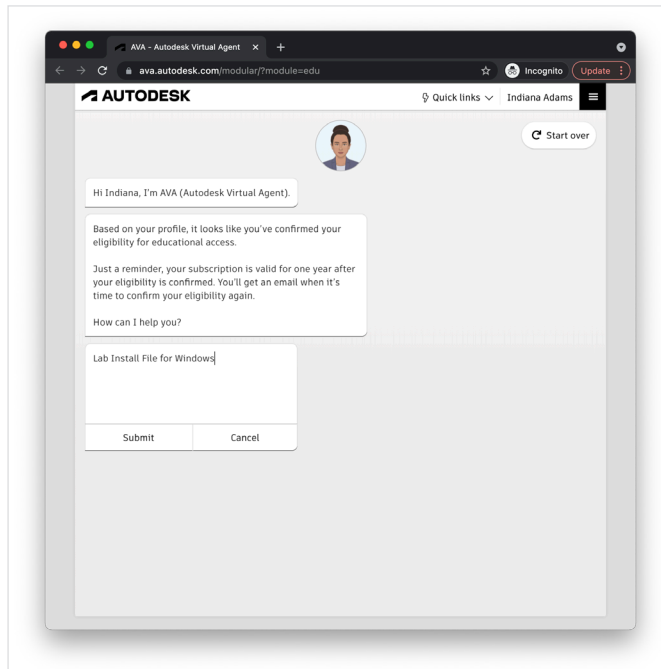 AVA - Autodesk Virtual Agent
ava.autodesk.com/modular/?module=edu
Incognito
Update
AUTODESK
Quick links
Indiana Adams
Start over
Hi Indiana, I'm AVA (Autodesk Virtual Agent).
Based on your profile, it looks like you've confirmed your
eligibility for educational access.
Just a reminder, your subscription is valid for one year after
your eligibility is confirmed. You'll get an email when it's
time to confirm your eligibility again.
How can I help you?
Lab Install File for Windows
Submit
Cancel